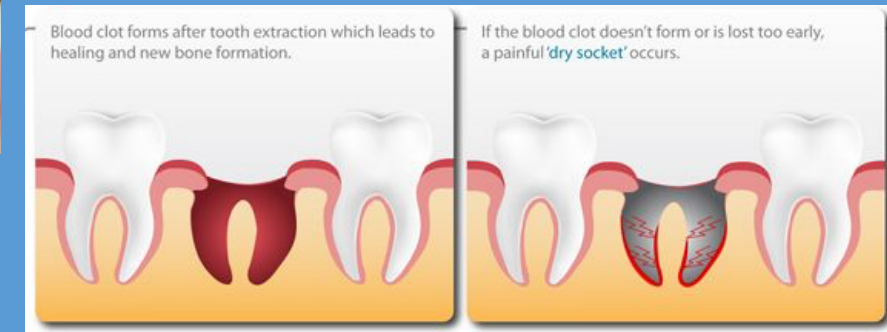 Blood clot forms after tooth extraction which leads to
healing and new bone formation.
If the blood clot doesn't form or is lost too early,
a painful 'dry socket' occurs.